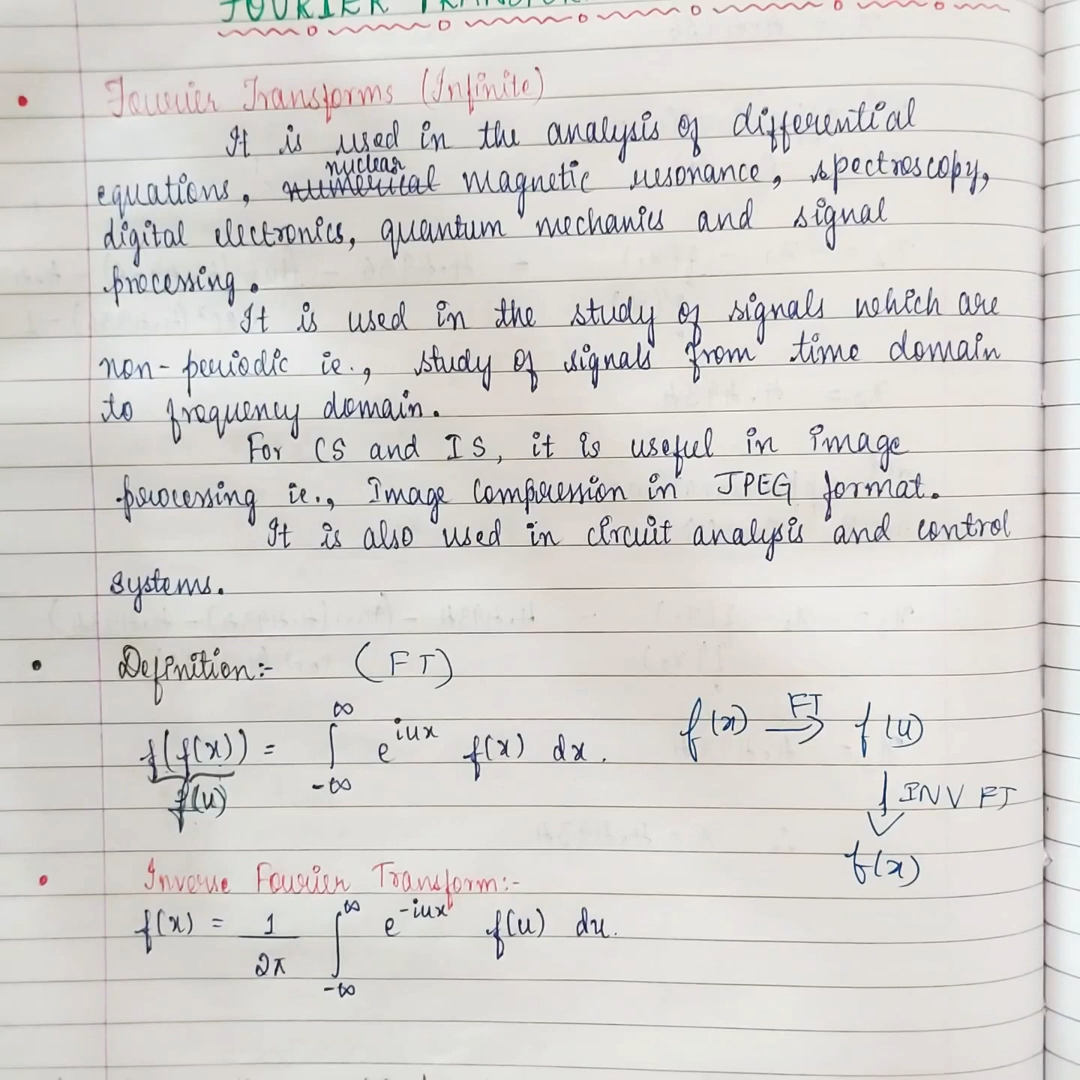 FOURIER TRANSFOR
Fourier Transforms (Infinite)
It is used in the analysis of differential
nuclear
equations, numerical magnetic resonance, spectroscopy,
digital electronics, quantum mechanics and signal
processing.
It is used in the study of signals which are
non-periodic ie., study of signals from time domain
to frequency domain.
For CS and IS, it is useful in image
processing ie., Image Compression in JPEG format.
It is also used in circuit analysis and control
systems.
Definition:- (FT)
f(f(x)) = ∫_{-∞}^{∞} e^{iux} f(x) dx.
f(u)
f(x) ⟹FT f(u)
↓ INV FT
f(x)
Inverse Fourier Transform:-
f(x) = 1/2π ∫_{-∞}^{∞} e^{-iux} f(u) du.